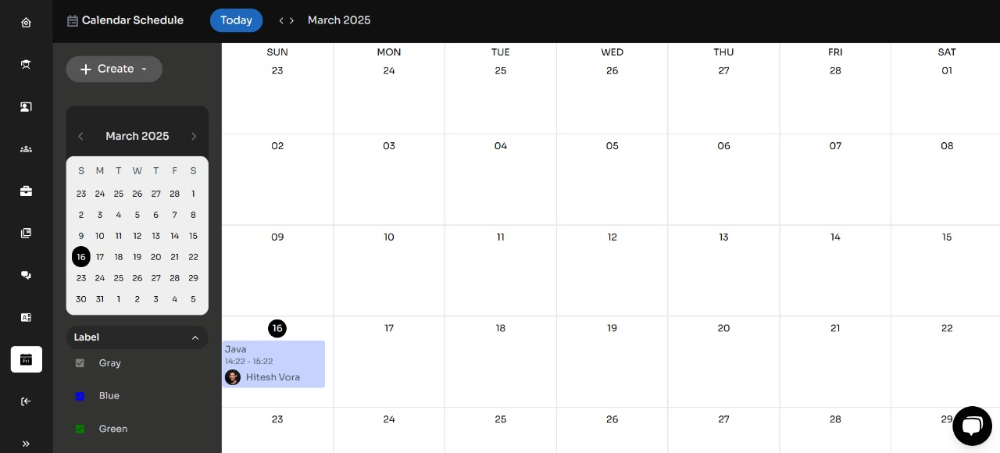 Calendar Schedule Today < > March 2025
+ Create
March 2025
S M T W T F S
23 24 25 26 27 28 1
2 3 4 5 6 7 8
9 10 11 12 13 14 15
16 17 18 19 20 21 22
23 24 25 26 27 28 29
30 31 1 2 3 4 5
Label
Gray
Blue
Green
Fri
SUN MON TUE WED THU FRI SAT
23 24 25 26 27 28 01
02 03 04 05 06 07 08
09 10 11 12 13 14 15
16 17 18 19 20 21 22
Java
14:22 - 15:22
Hitesh Vora
23 24 25 26 27 28 29